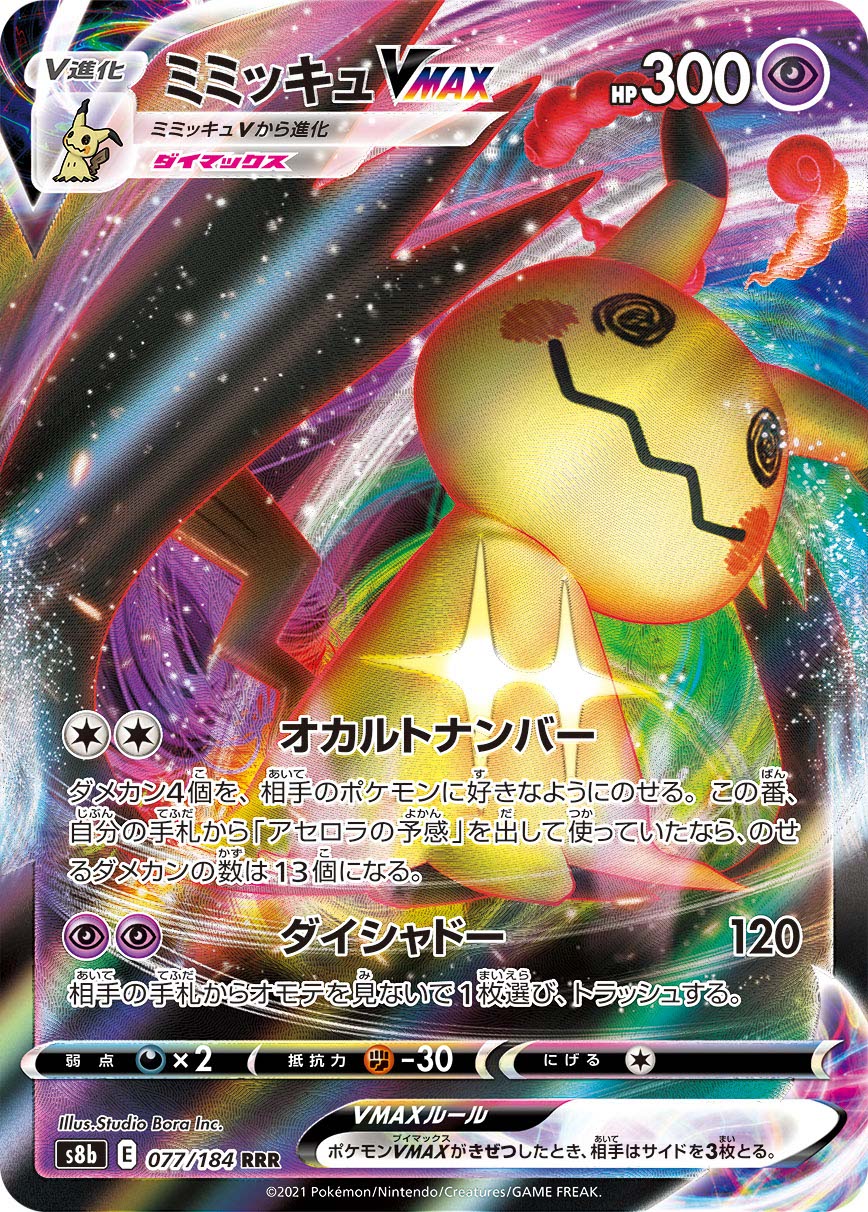 V進化
ミミッキュVMAX
HP300
ミミッキュVから進化
ダイマックス
オカルトナンバー
ダメカン4個を、相手のポケモンに好きなようにのせる。この番、
自分の手札から「アセロラの予感」を出して使っていたなら、のせ
るダメカンの数は13個になる。
ダイシャドー 120
相手の手札からオモテを見ないで1枚選び、トラッシュする。
弱点 ×2 抵抗力 -30 にげる
Illus.Studio Bora Inc.
VMAXルール
ポケモンVMAXがきぜつしたとき、相手はサイドを3枚とる。
s8b E 077/184 RRR
©2021 Pokémon/Nintendo/Creatures/GAME FREAK.